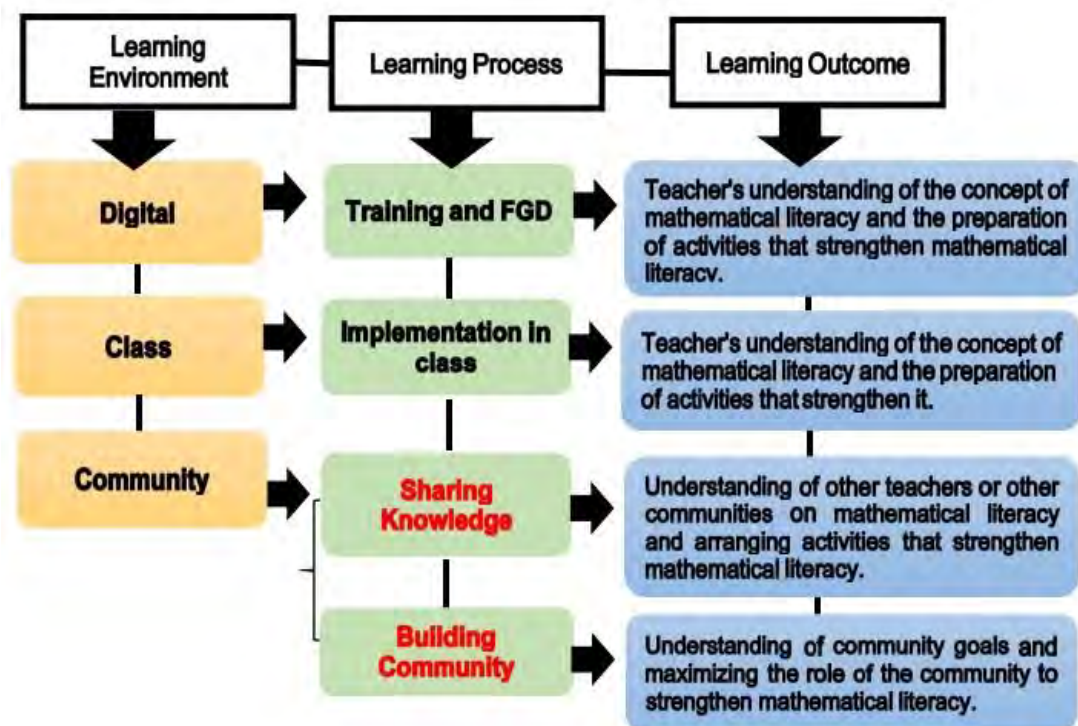 Learning
Environment
Learning Process
Learning Outcome
Digital
Training and FGD
Teacher's understanding of the concept of
mathematical literacy and the preparation
of activities that strengthen mathematical
literacy.
Class
Implementation in
class
Teacher's understanding of the concept of
mathematical literacy and the preparation
of activities that strengthen it.
Community
Sharing
Knowledge
Understanding of other teachers or other
communities on mathematical literacy
and arranging activities that strengthen
mathematical literacy.
Building
Community
Understanding of community goals and
maximizing the role of the community to
strengthen mathematical literacy.